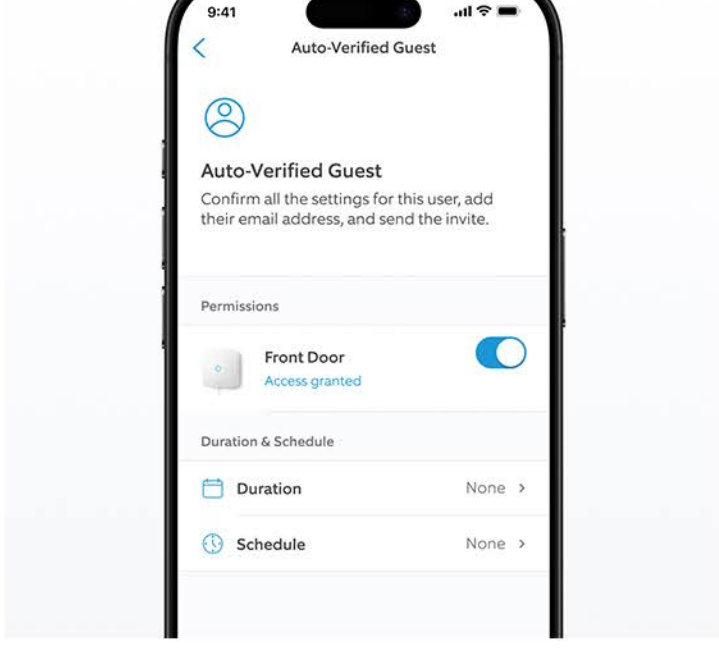 9:41
Auto-Verified Guest
Auto-Verified Guest
Confirm all the settings for this user, add
their email address, and send the invite.
Permissions
Front Door
Access granted
Duration & Schedule
Duration None >
Schedule None >